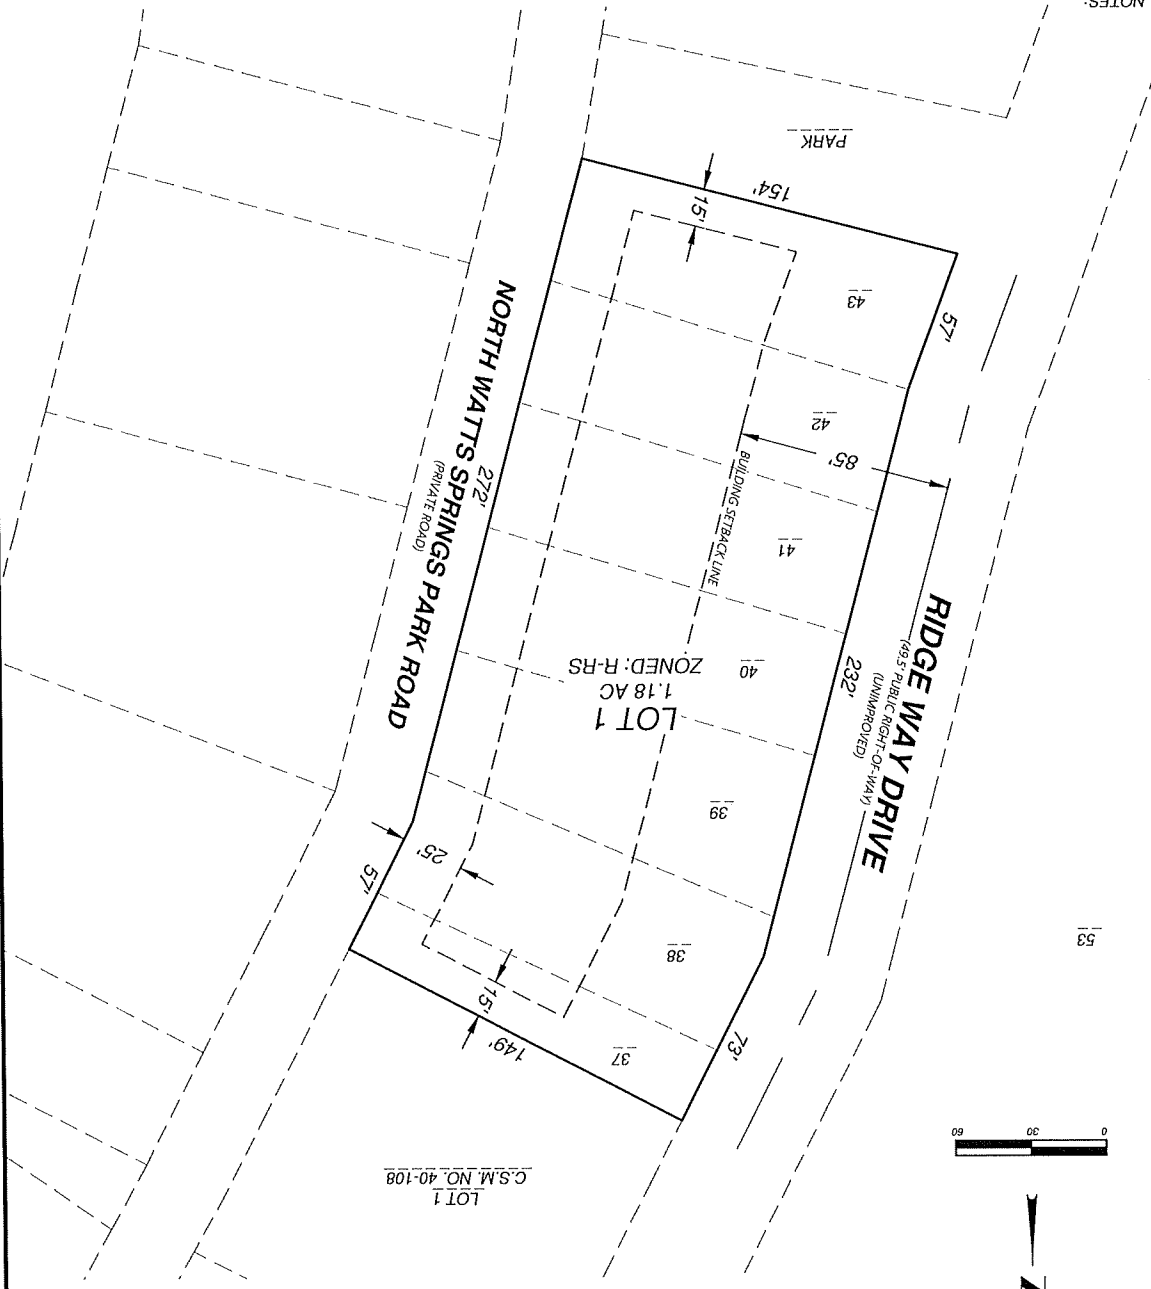 LOT 1
C.S.M. NO. 40-108
0
30
60
53
37
149'
15'
73'
38
57'
25'
39
LOT 1
1.18 AC
ZONED: R-RS
40
232'
RIDGE WAY DRIVE
(49.5' PUBLIC RIGHT-OF-WAY)
(UNIMPROVED)
NORTH WATTS SPRINGS PARK ROAD
(PRIVATE ROAD)
272'
41
BUILDING SETBACK LINE
85'
42
57'
43
15'
154'
PARK
NOTES: